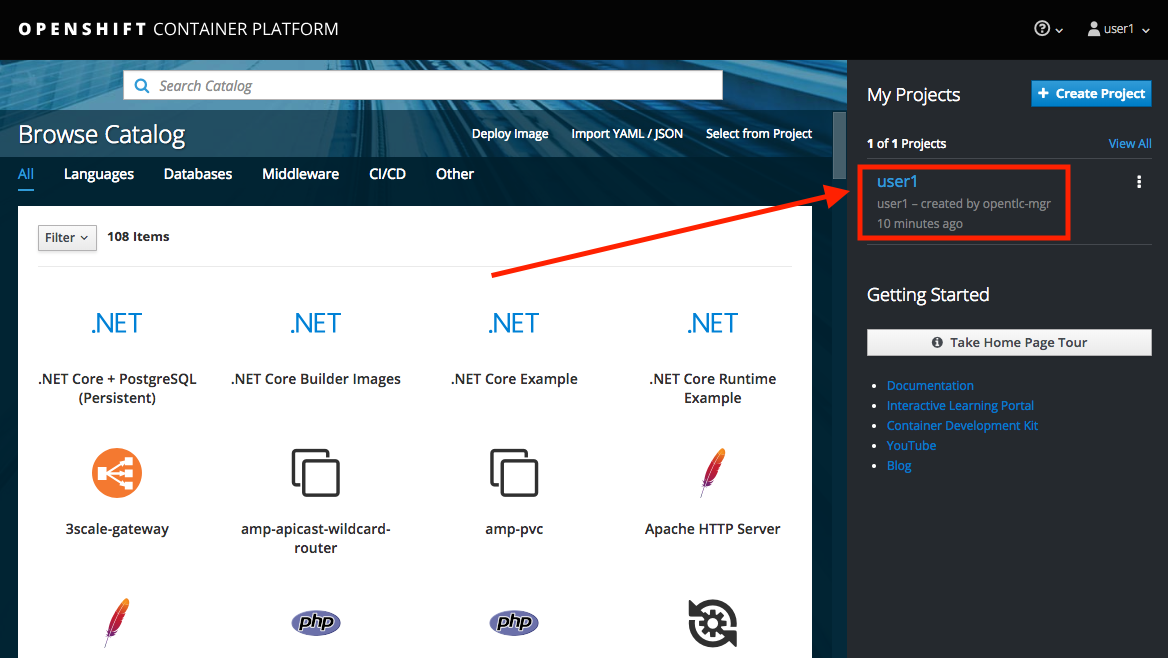 OPENSHIFT CONTAINER PLATFORM
user1
Search Catalog
Browse Catalog
Deploy Image
Import YAML / JSON
Select from Project
All
Languages
Databases
Middleware
CI/CD
Other
Filter
108 Items
.NET
.NET Core + PostgreSQL
(Persistent)
.NET
.NET Core Builder Images
.NET
.NET Core Example
.NET
.NET Core Runtime
Example
3scale-gateway
amp-apicast-wildcard-
router
amp-pvc
Apache HTTP Server
php
php
My Projects
+ Create Project
1 of 1 Projects
View All
user1
user1 – created by opentlc-mgr
10 minutes ago
Getting Started
Take Home Page Tour
Documentation
Interactive Learning Portal
Container Development Kit
YouTube
Blog